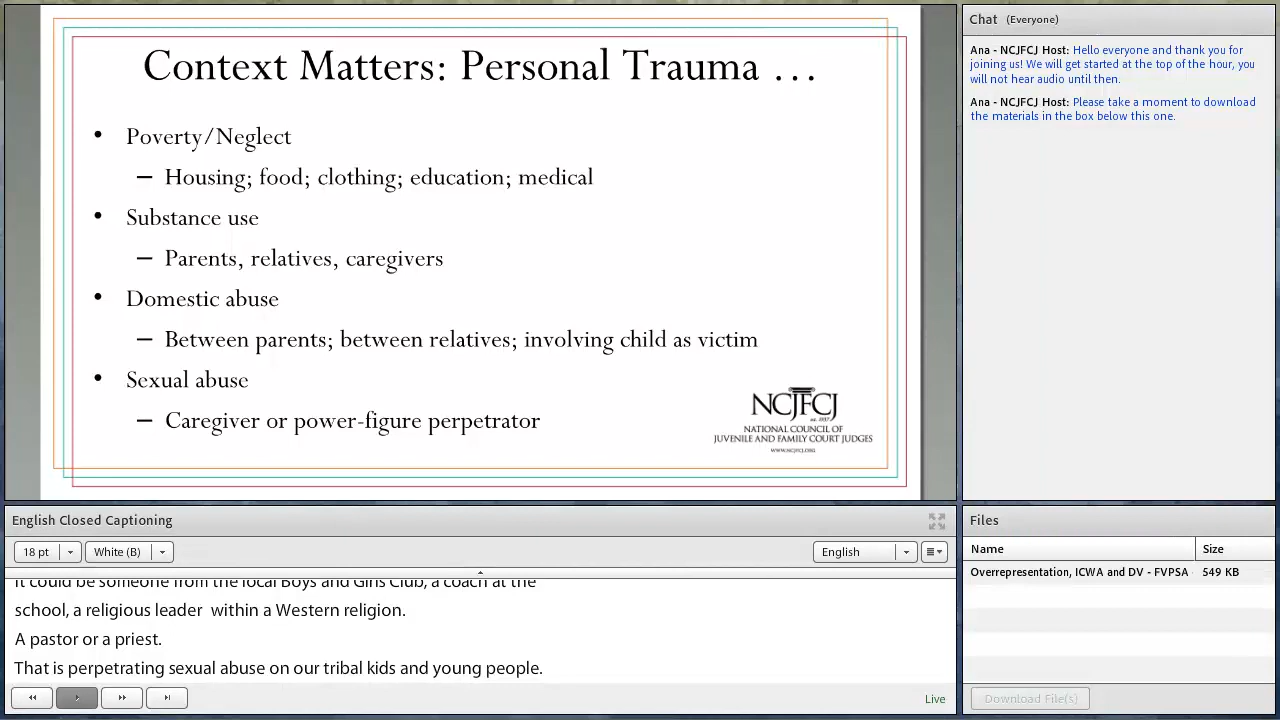 Context Matters: Personal Trauma …
• Poverty/Neglect
– Housing; food; clothing; education; medical
• Substance use
– Parents, relatives, caregivers
• Domestic abuse
– Between parents; between relatives; involving child as victim
• Sexual abuse
– Caregiver or power-figure perpetrator
NCJFCJ
est. 1937
NATIONAL COUNCIL OF
JUVENILE AND FAMILY COURT JUDGES
WWW.NCJFCJ.ORG
Chat (Everyone)
Ana - NCJFCJ Host: Hello everyone and thank you for
joining us! We will get started at the top of the hour, you
will not hear audio until then.
Ana - NCJFCJ Host: Please take a moment to download
the materials in the box below this one.
English Closed Captioning
18 pt
White (B)
English
It could be someone from the local Boys and Girls Club, a coach at the
school, a religious leader within a Western religion.
A pastor or a priest.
That is perpetrating sexual abuse on our tribal kids and young people.
Live
Files
Name Size
Overrepresentation, ICWA and DV - FVPSA 549 KB
Download File(s)